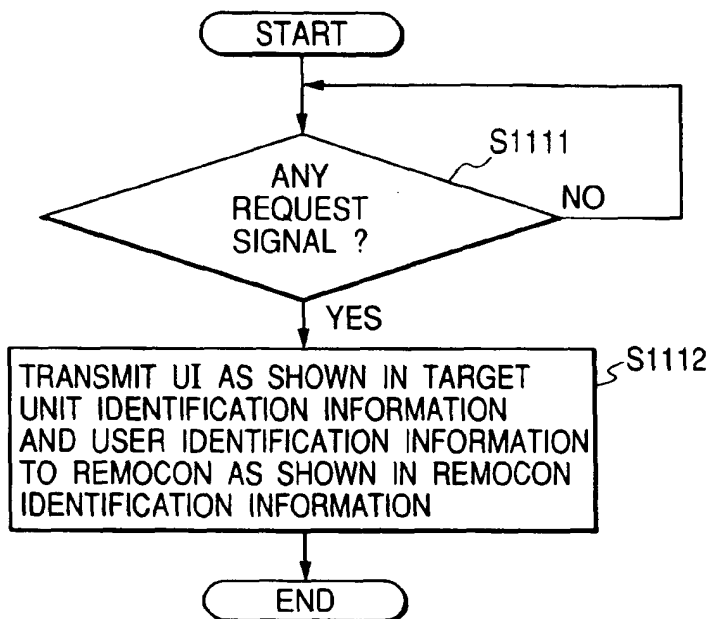 START
S1111
ANY
REQUEST
SIGNAL ?
NO
YES
S1112
TRANSMIT UI AS SHOWN IN TARGET
UNIT IDENTIFICATION INFORMATION
AND USER IDENTIFICATION INFORMATION
TO REMOCON AS SHOWN IN REMOCON
IDENTIFICATION INFORMATION
END